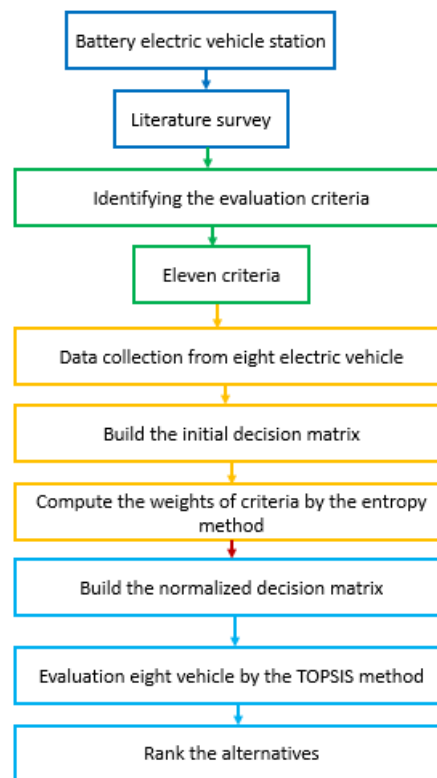 Battery electric vehicle station
Literature survey
Identifying the evaluation criteria
Eleven criteria
Data collection from eight electric vehicle
Build the initial decision matrix
Compute the weights of criteria by the entropy
method
Build the normalized decision matrix
Evaluation eight vehicle by the TOPSIS method
Rank the alternatives